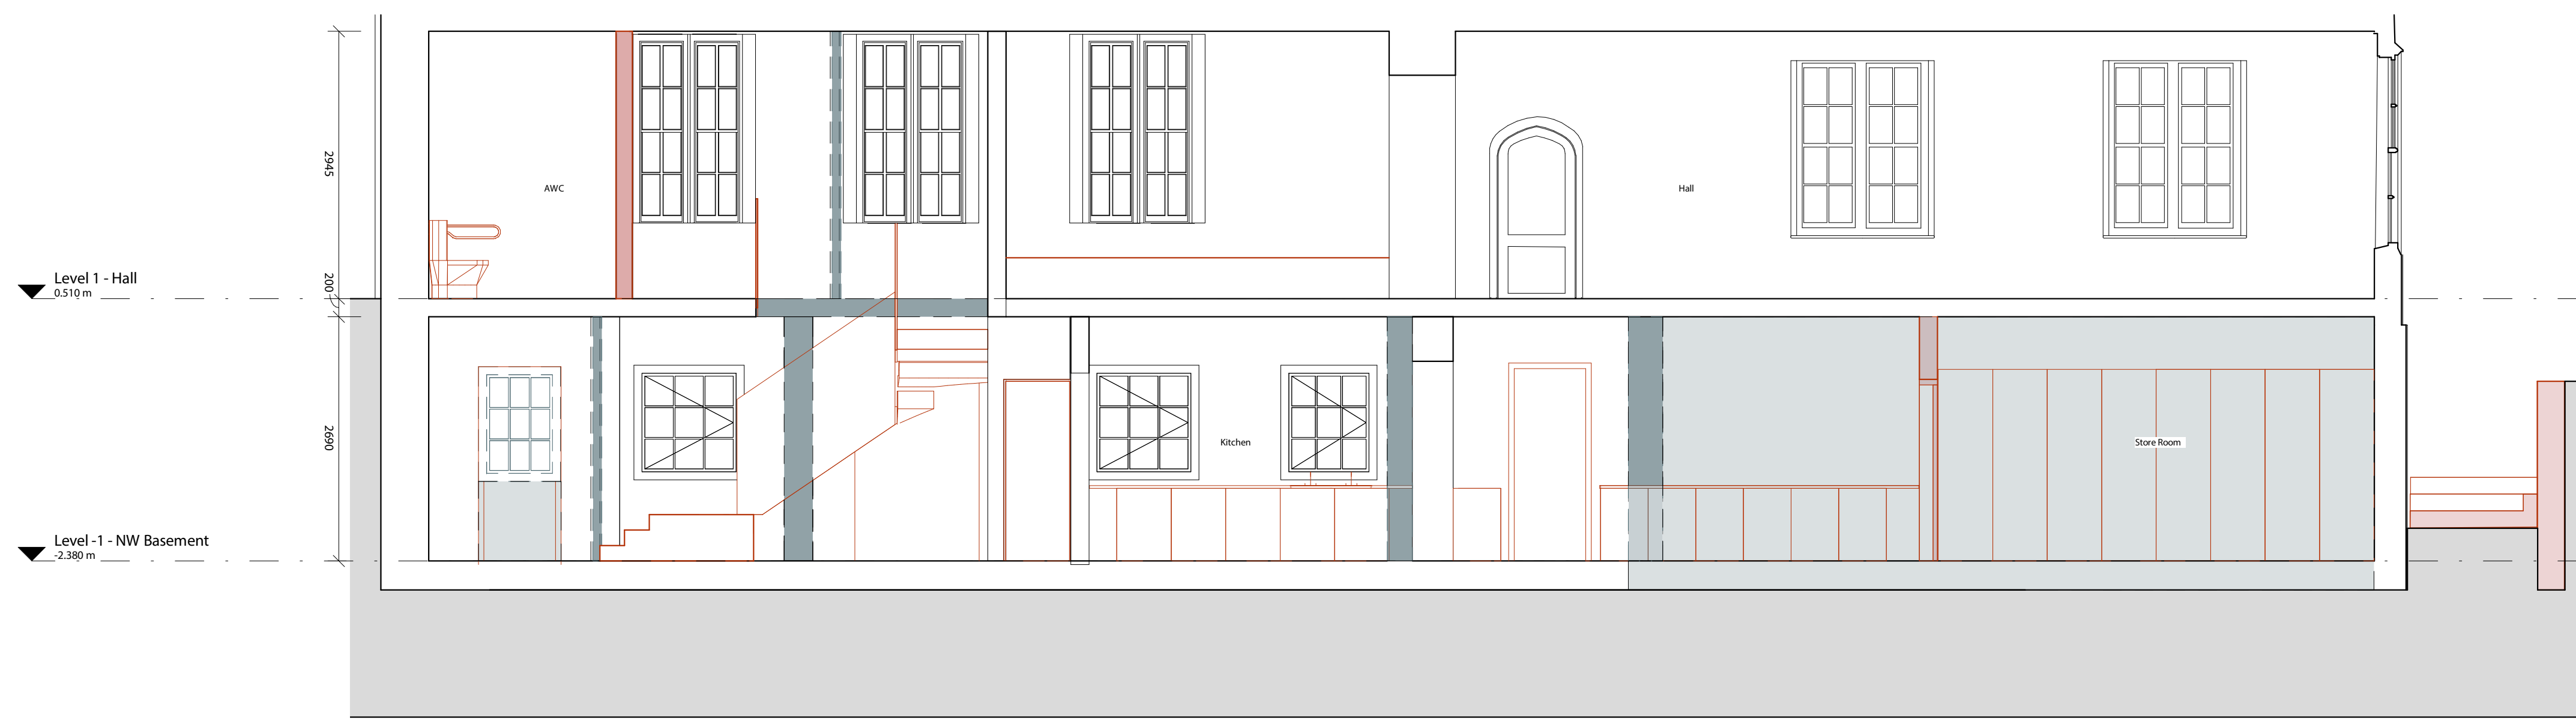 2945
AWC
Hall
Level 1 - Hall
0.510 m
200
2690
Kitchen
Store Room
Level -1 - NW Basement
-2.380 m